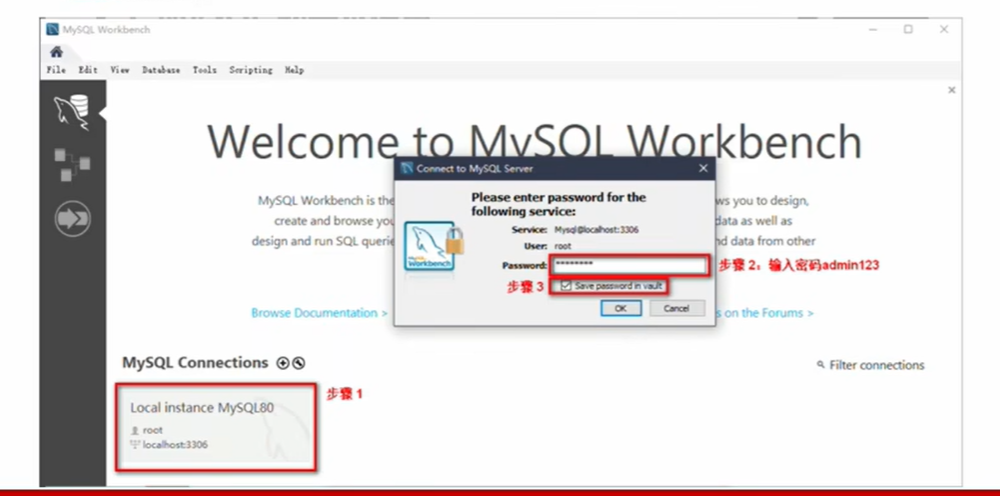 MySQL Workbench
File Edit View Database Tools Scripting Help
Welcome to MySQL Workbench
Connect to MySQL Server
MySQL Workbench is the
ws you to design,
create and browse you
data as well as
design and run SQL querie
nd data from other
Please enter password for the
following service:
Service: Mysql@localhost:3306
User: root
Password: ********
步骤 2：输入密码admin123
步骤 3
Save password in vault
OK Cancel
Workbench
Browse Documentation >
s on the Forums >
MySQL Connections
Filter connections
步骤 1
Local instance MySQL80
root
localhost:3306